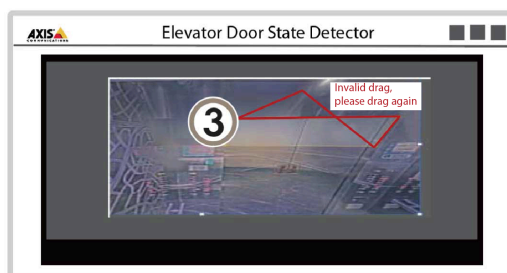 AXIS
COMMUNICATIONS
Elevator Door State Detector
Invalid drag,
please drag again
3